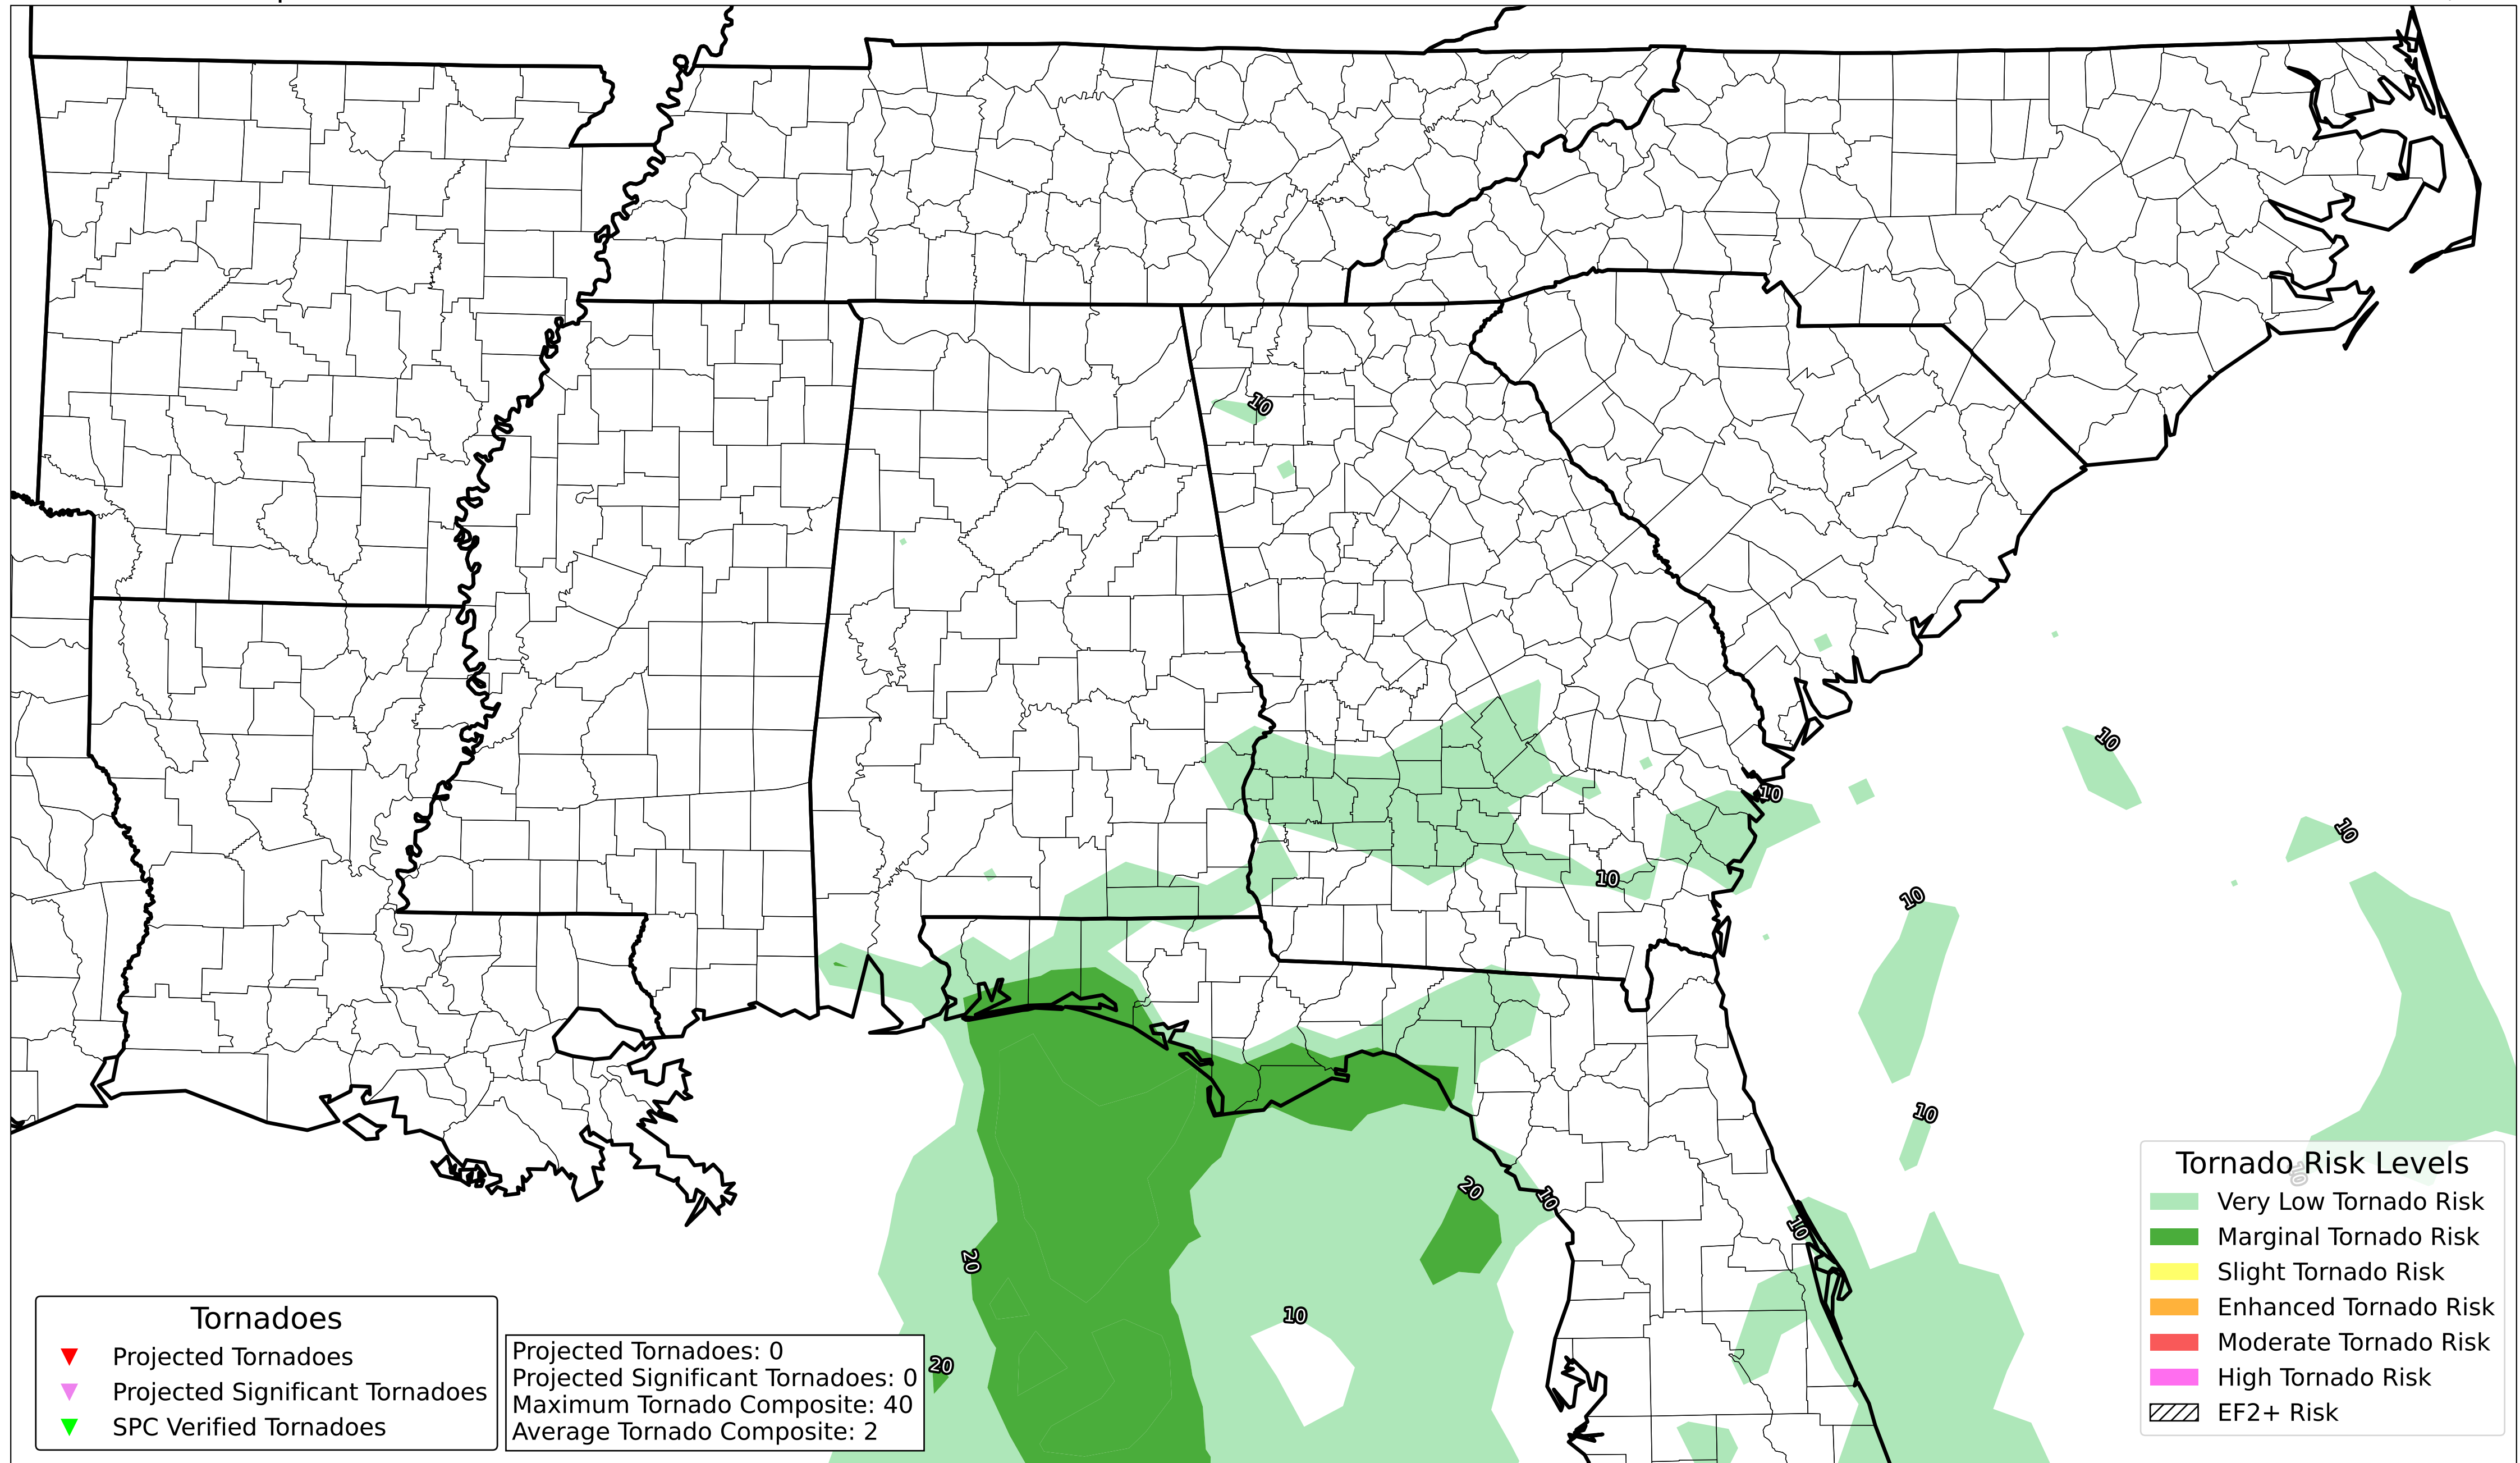 10
10
10
10
10
10
10
10
20
10
10
10
20
10
20
Tornado Risk Levels
Very Low Tornado Risk
Marginal Tornado Risk
Slight Tornado Risk
Enhanced Tornado Risk
Moderate Tornado Risk
High Tornado Risk
EF2+ Risk
Tornadoes
Projected Tornadoes
Projected Significant Tornadoes
SPC Verified Tornadoes
Projected Tornadoes: 0
Projected Significant Tornadoes: 0
Maximum Tornado Composite: 40
Average Tornado Composite: 2